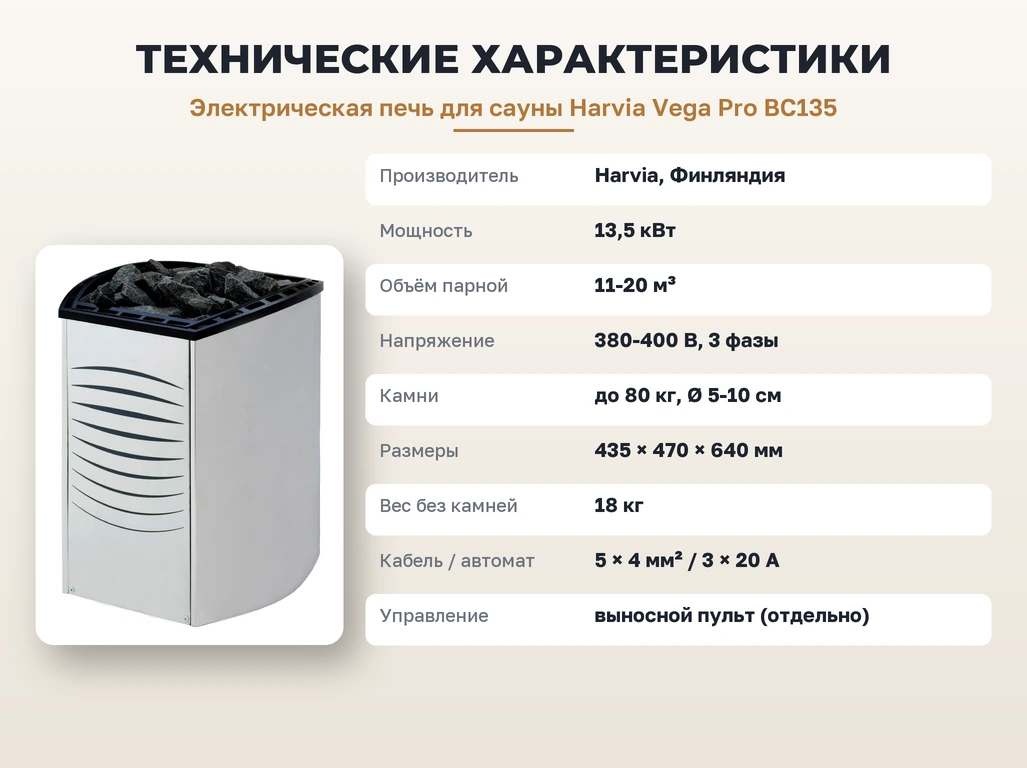 ТЕХНИЧЕСКИЕ ХАРАКТЕРИСТИКИ
Электрическая печь для сауны Harvia Vega Pro BC135
Производитель Harvia, Финляндия
Мощность 13,5 кВт
Объём парной 11-20 м³
Напряжение 380-400 В, 3 фазы
Камни до 80 кг, Ø 5-10 см
Размеры 435 × 470 × 640 мм
Вес без камней 18 кг
Кабель / автомат 5 × 4 мм² / 3 × 20 А
Управление выносной пульт (отдельно)